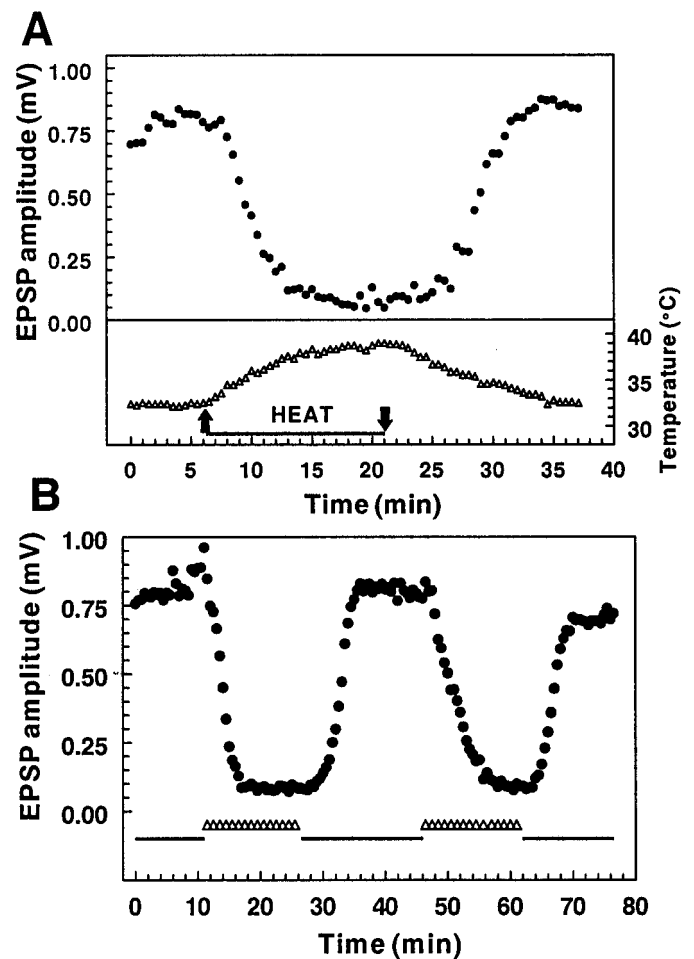 A
EPSP amplitude (mV)
1.00
0.75
0.50
0.25
0.00
40
35
30
Temperature (°C)
HEAT
0 5 10 15 20 25 30 35 40
Time (min)
B
EPSP amplitude (mV)
1.00
0.75
0.50
0.25
0.00
0 10 20 30 40 50 60 70 80
Time (min)